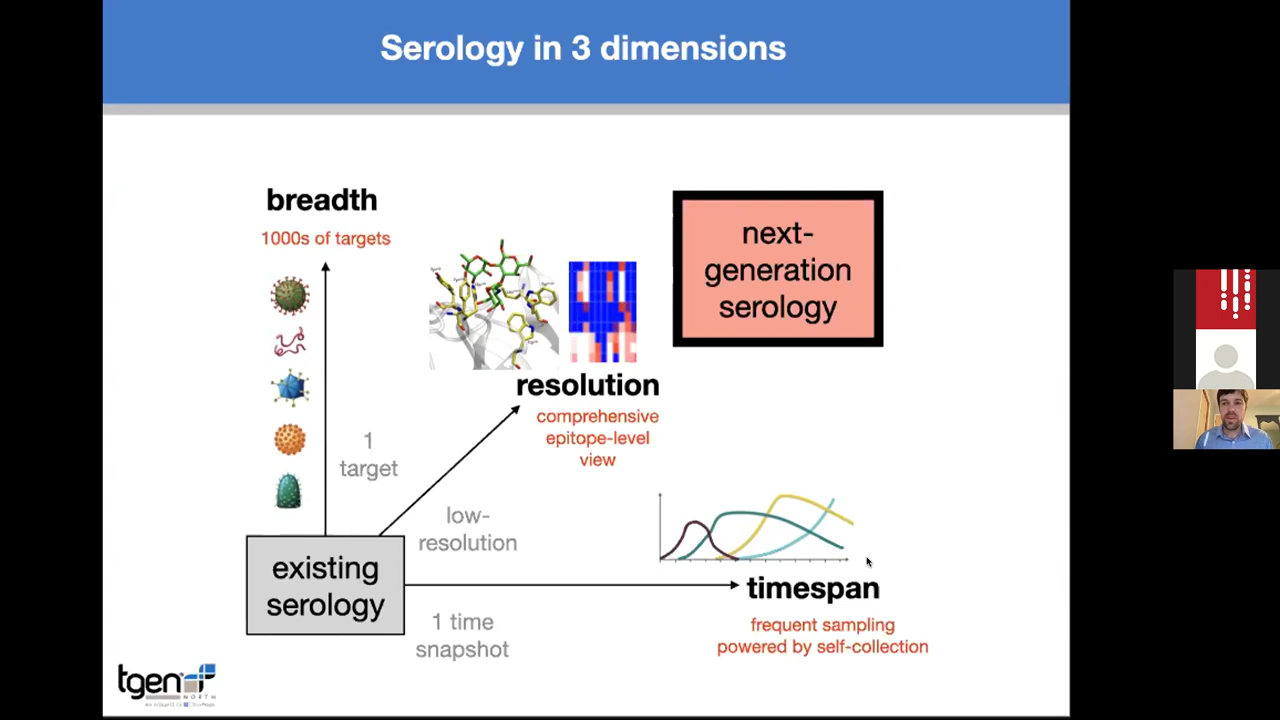 Serology in 3 dimensions
breadth
1000s of targets
next-
generation
serology
resolution
comprehensive
epitope-level
view
1
target
low-
resolution
existing
serology
timespan
frequent sampling
powered by self-collection
1 time
snapshot
tgen
NORTH